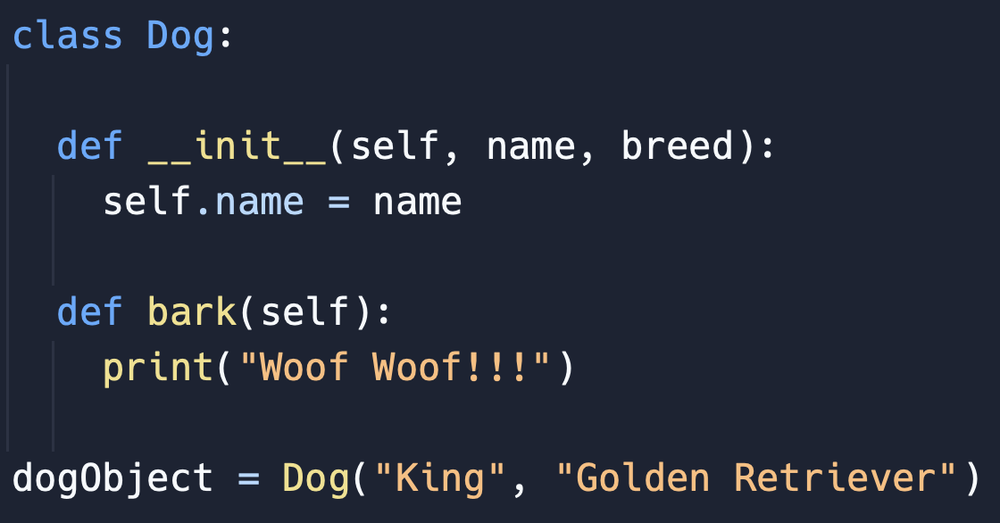 class Dog:
  def __init__(self, name, breed):
    self.name = name
  def bark(self):
    print("Woof Woof!!!")
dogObject = Dog("King", "Golden Retriever")